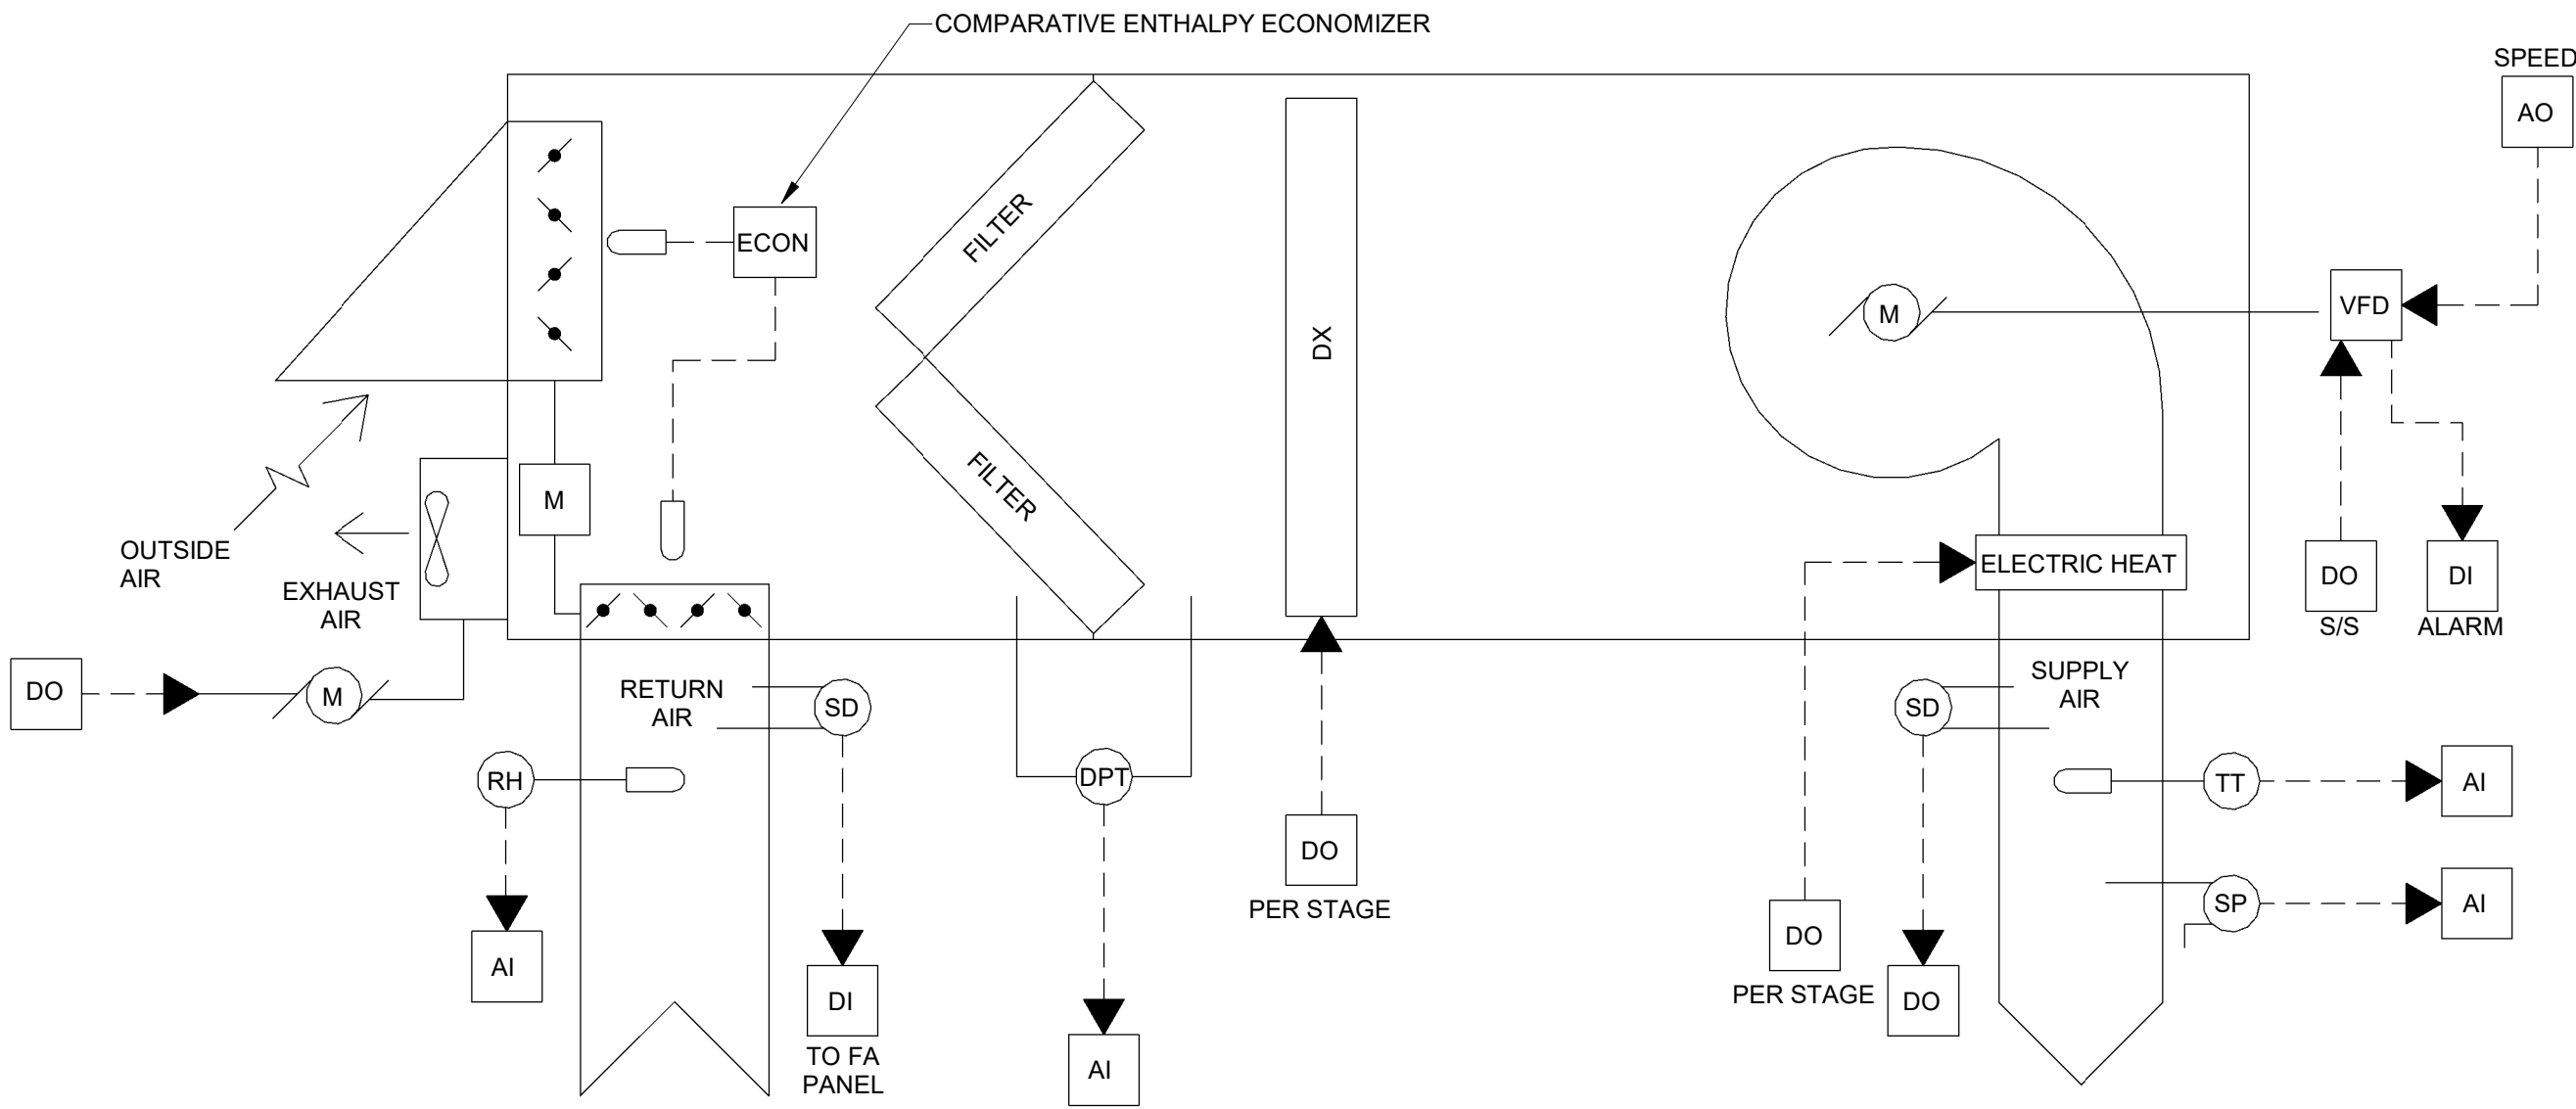 COMPARATIVE ENTHALPY ECONOMIZER
SPEED
AO
ECON
FILTER
FILTER
DX
M
VFD
M
OUTSIDE
AIR
EXHAUST
AIR
ELECTRIC HEAT
DO
S/S
DI
ALARM
DO
M
RETURN
AIR
SD
SUPPLY
AIR
SD
RH
DPT
TT
AI
DO
PER STAGE
SP
AI
DO
PER STAGE
AI
DI
TO FA
PANEL
DO
AI